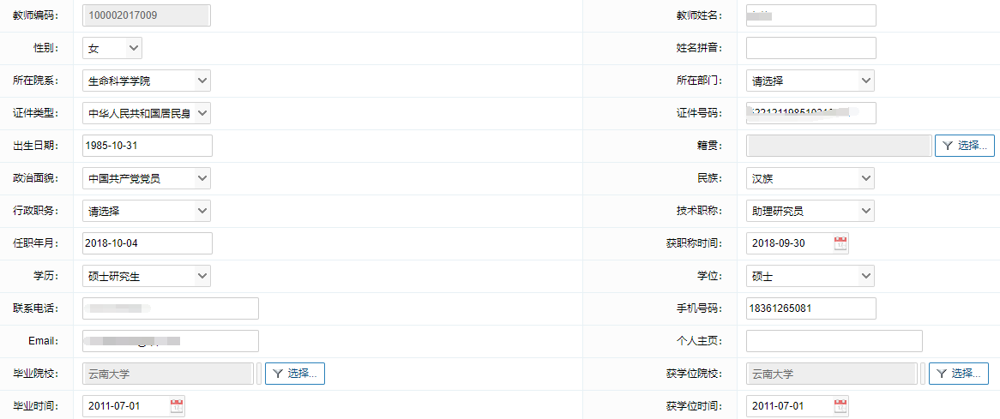 教师编码： 100002017009 教师姓名：
性别： 女 姓名拼音：
所在院系： 生命科学学院 所在部门： 请选择
证件类型： 中华人民共和国居民身 证件号码：
出生日期： 1985-10-31 籍贯： 选择...
政治面貌： 中国共产党党员 民族： 汉族
行政职务： 请选择 技术职称： 助理研究员
任职年月： 2018-10-04 获职称时间： 2018-09-30
学历： 硕士研究生 学位： 硕士
联系电话： 手机号码： 18361265081
Email： 个人主页：
毕业院校： 云南大学 选择... 获学位院校： 云南大学 选择...
毕业时间： 2011-07-01 获学位时间： 2011-07-01